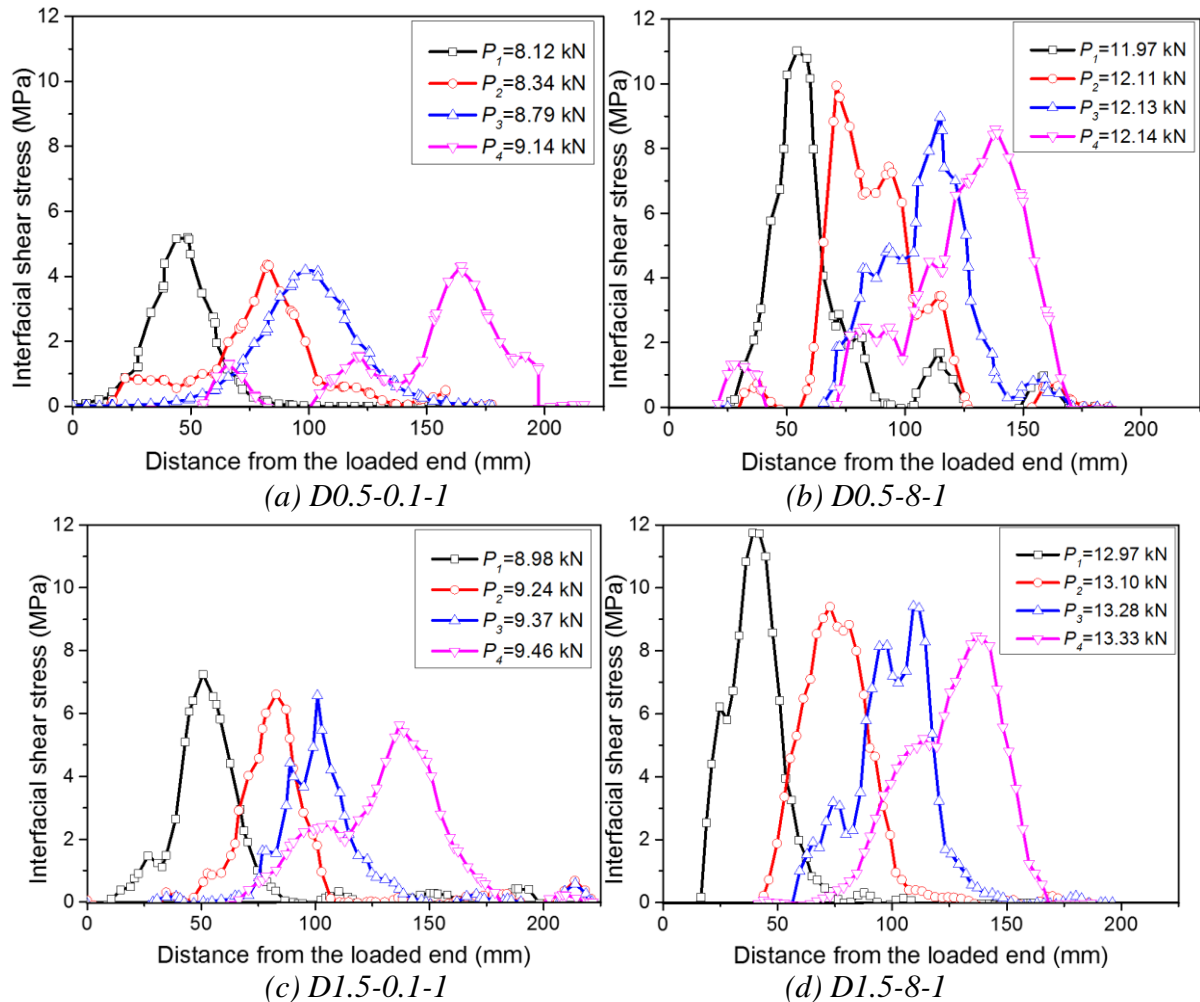 12
10
8
6
4
2
0
Interfacial shear stress (MPa)
P1=8.12 kN
P2=8.34 kN
P3=8.79 kN
P4=9.14 kN
0 50 100 150 200
Distance from the loaded end (mm)
(a) D0.5-0.1-1
12
10
8
6
4
2
0
Interfacial shear stress (MPa)
P1=11.97 kN
P2=12.11 kN
P3=12.13 kN
P4=12.14 kN
0 50 100 150 200
Distance from the loaded end (mm)
(b) D0.5-8-1
12
10
8
6
4
2
0
Interfacial shear stress (MPa)
P1=8.98 kN
P2=9.24 kN
P3=9.37 kN
P4=9.46 kN
0 50 100 150 200
Distance from the loaded end (mm)
(c) D1.5-0.1-1
12
10
8
6
4
2
0
Interfacial shear stress (MPa)
P1=12.97 kN
P2=13.10 kN
P3=13.28 kN
P4=13.33 kN
0 50 100 150 200
Distance from the loaded end (mm)
(d) D1.5-8-1